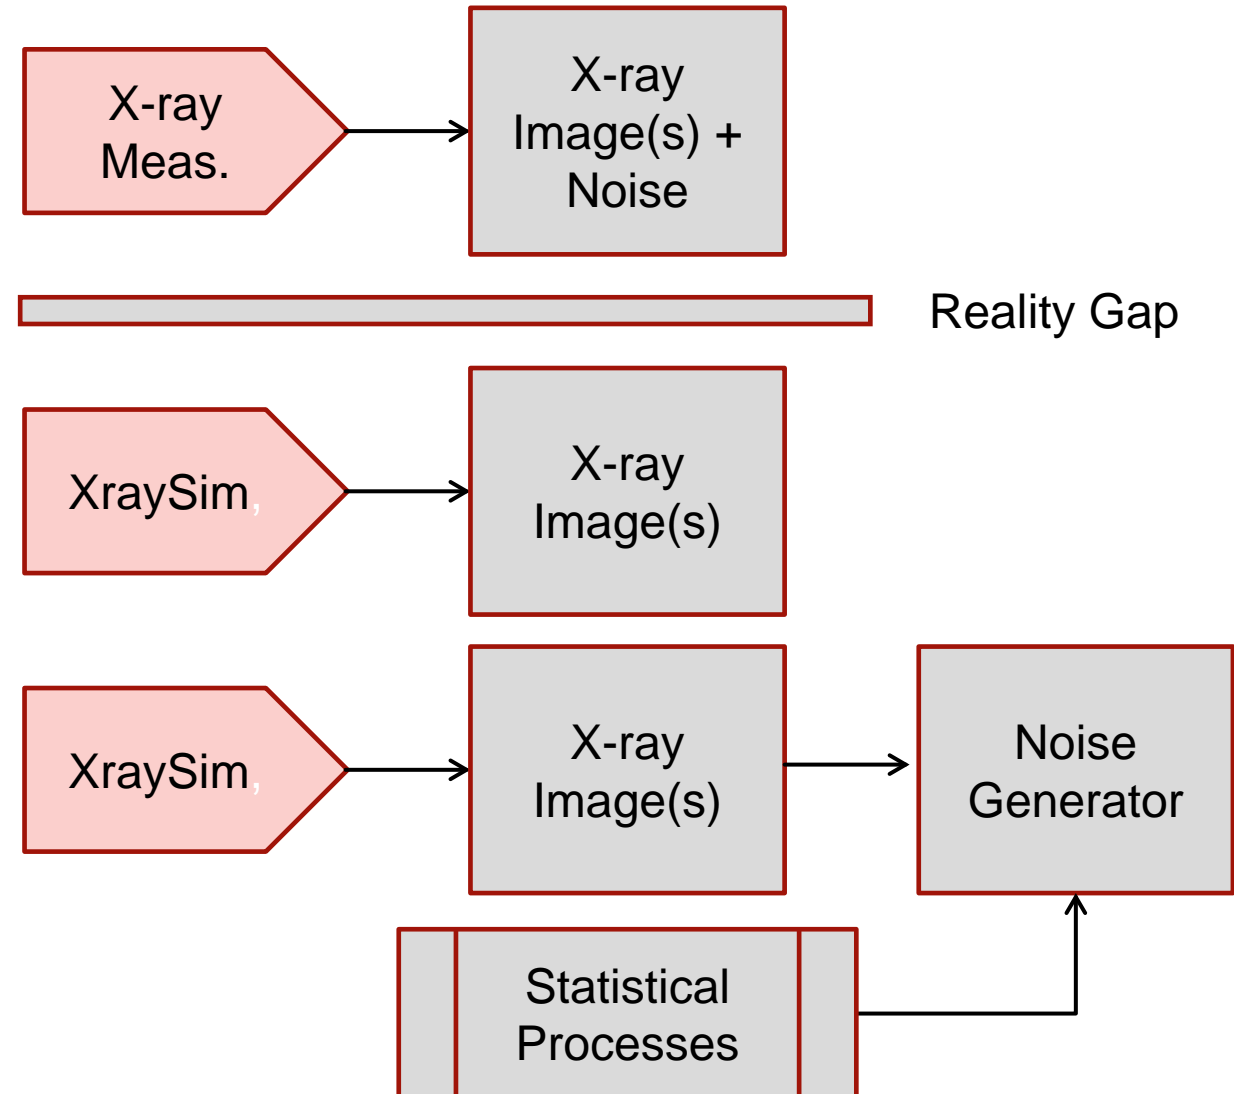 X-ray
Meas.
X-ray
Image(s) +
Noise
Reality Gap
XraySim,
X-ray
Image(s)
XraySim,
X-ray
Image(s)
Noise
Generator
Statistical
Processes